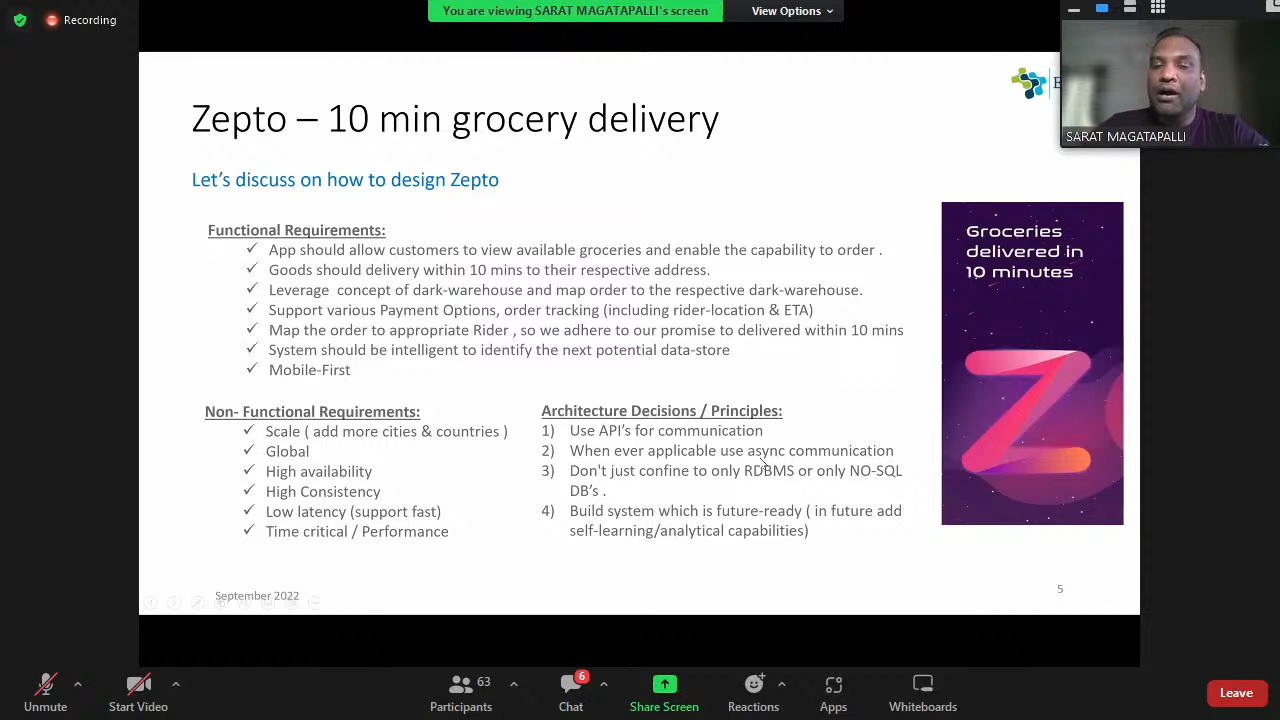 Recording
You are viewing SARAT MAGATAPALLI's screen
View Options
SARAT MAGATAPALLI
E
Zepto – 10 min grocery delivery
Let's discuss on how to design Zepto
Functional Requirements:
✓ App should allow customers to view available groceries and enable the capability to order .
✓ Goods should delivery within 10 mins to their respective address.
✓ Leverage concept of dark-warehouse and map order to the respective dark-warehouse.
✓ Support various Payment Options, order tracking (including rider-location & ETA)
✓ Map the order to appropriate Rider , so we adhere to our promise to delivered within 10 mins
✓ System should be intelligent to identify the next potential data-store
✓ Mobile-First
Groceries
delivered in
10 minutes
Non- Functional Requirements:
✓ Scale ( add more cities & countries )
✓ Global
✓ High availability
✓ High Consistency
✓ Low latency (support fast)
✓ Time critical / Performance
Architecture Decisions / Principles:
1) Use API's for communication
2) When ever applicable use async communication
3) Don't just confine to only RDBMS or only NO-SQL
DB's .
4) Build system which is future-ready ( in future add
self-learning/analytical capabilities)
September 2022
5
Unmute
Start Video
Participants
63
Chat
6
Share Screen
Reactions
Apps
Whiteboards
Leave